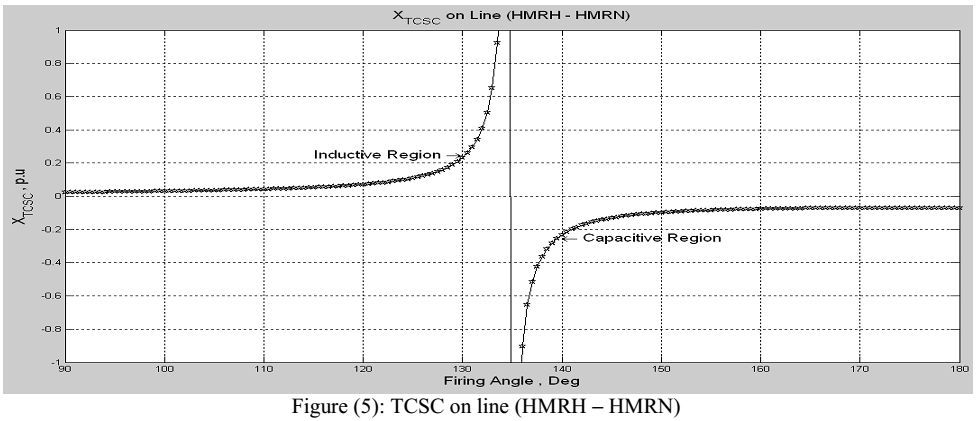 X_TCSC on Line (HMRH - HMRN)
1
0.8
0.6
0.4
0.2
0
-0.2
-0.4
-0.6
-0.8
-1
X_TCSC , p.u
Inductive Region
Capacitive Region
90 100 110 120 130 140 150 160 170 180
Firing Angle , Deg
Figure (5): TCSC on line (HMRH – HMRN)